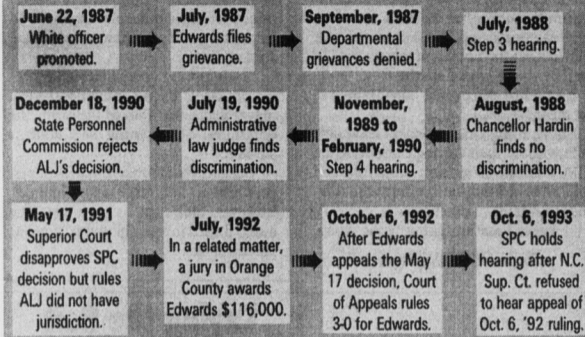 June 22, 1987
White officer
promoted.
July, 1987
Edwards files
grievance.
September, 1987
Departmental
grievances denied.
July, 1988
Step 3 hearing.
August, 1988
Chancellor Hardin
finds no
discrimination.
November,
1989 to
February, 1990
Step 4 hearing.
July 19, 1990
Administrative
law judge finds
discrimination.
December 18, 1990
State Personnel
Commission rejects
ALJ's decision.
May 17, 1991
Superior Court
disapproves SPC
decision but rules
ALJ did not have
jurisdiction.
July, 1992
In a related matter,
a jury in Orange
County awards
Edwards $116,000.
October 6, 1992
After Edwards
appeals the May
17 decision, Court
of Appeals rules
3-0 for Edwards.
Oct. 6, 1993
SPC holds
hearing after N.C.
Sup. Ct. refused
to hear appeal of
Oct. 6, '92 ruling.